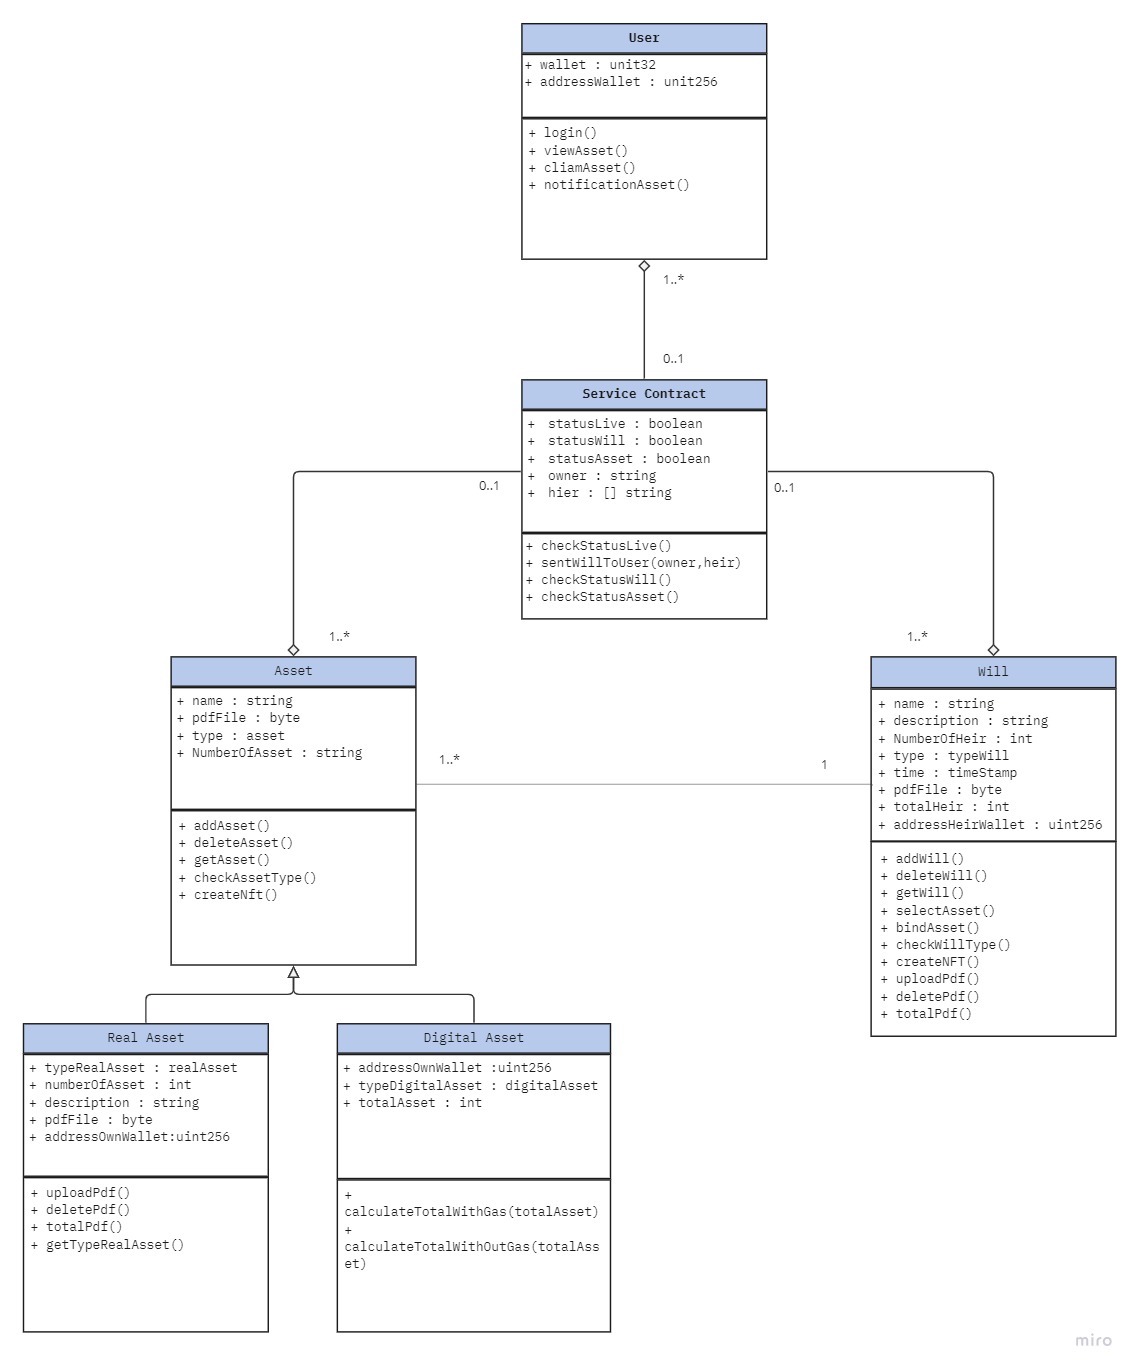 User
+ wallet : unit32
+ addressWallet : unit256
+ login()
+ viewAsset()
+ cliamAsset()
+ notificationAsset()
1..*
0..1
Service Contract
+ statusLive : boolean
+ statusWill : boolean
+ statusAsset : boolean
+ owner : string
+ hier : [] string
+ checkStatusLive()
+ sentWillToUser(owner,heir)
+ checkStatusWill()
+ checkStatusAsset()
0..1
0..1
1..*
1..*
Asset
+ name : string
+ pdfFile : byte
+ type : asset
+ NumberOfAsset : string
+ addAsset()
+ deleteAsset()
+ getAsset()
+ checkAssetType()
+ createNft()
1..*
1
Will
+ name : string
+ description : string
+ NumberOfHeir : int
+ type : typeWill
+ time : timeStamp
+ pdfFile : byte
+ totalHeir : int
+ addressHeirWallet : uint256
+ addWill()
+ deleteWill()
+ getWill()
+ selectAsset()
+ bindAsset()
+ checkWillType()
+ createNFT()
+ uploadPdf()
+ deletePdf()
+ totalPdf()
Real Asset
+ typeRealAsset : realAsset
+ numberOfAsset : int
+ description : string
+ pdfFile : byte
+ addressOwnWallet:uint256
+ uploadPdf()
+ deletePdf()
+ totalPdf()
+ getTypeRealAsset()
Digital Asset
+ addressOwnWallet :uint256
+ typeDigitalAsset : digitalAsset
+ totalAsset : int
+
calculateTotalWithGas(totalAsset)
+
calculateTotalWithOutGas(totalAss
et)
miro